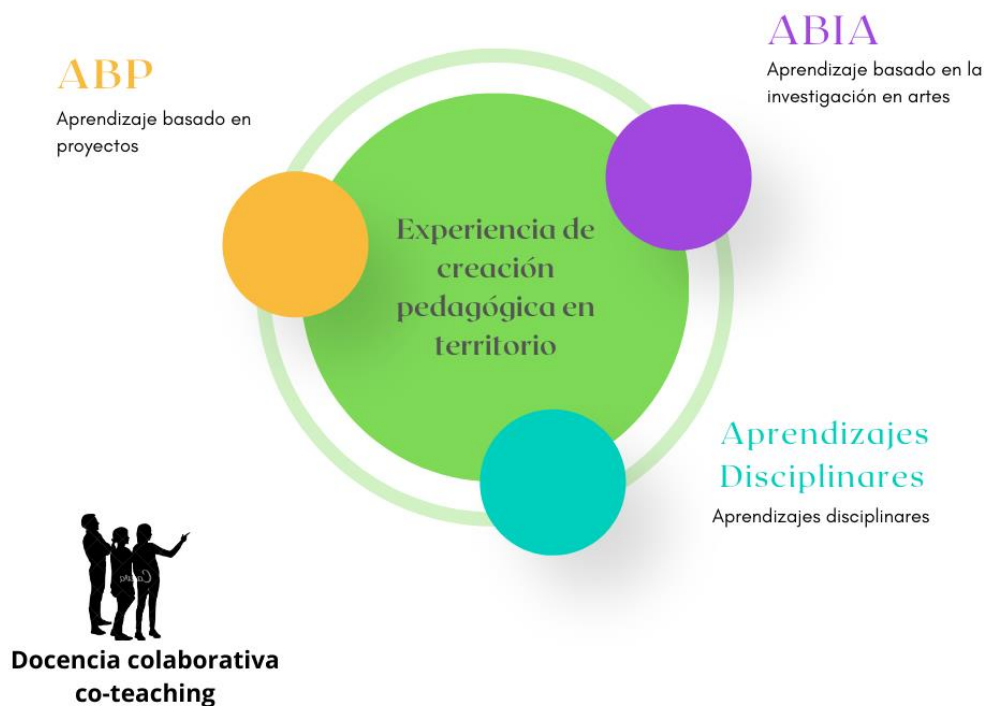 ABP
Aprendizaje basado en
proyectos
ABIA
Aprendizaje basado en la
investigación en artes
Experiencia de
creación
pedagógica en
territorio
Aprendizajes
Disciplinares
Aprendizajes disciplinares
Canva
Docencia colaborativa
co-teaching